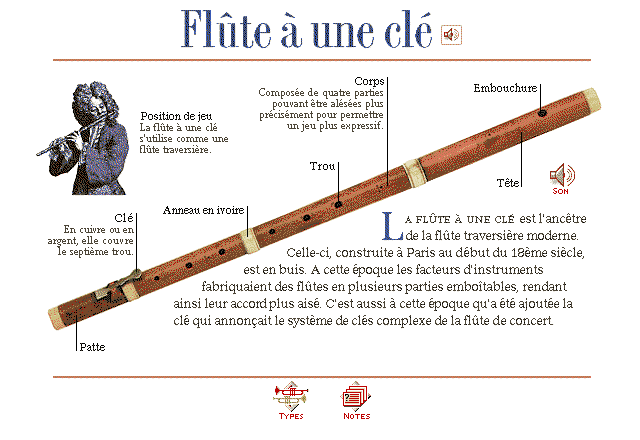 Flûte à une clé
Corps
Composée de quatre parties
pouvant être alésées plus
précisément pour permettre
un jeu plus expressif.
Embouchure
Position de jeu
La flûte à une clé
s'utilise comme une
flûte traversière.
Trou
Tête
Son
Clé
En cuivre ou en
argent, elle couvre
le septième trou.
Anneau en ivoire
LA FLÛTE À UNE CLÉ est l'ancêtre
de la flûte traversière moderne.
Celle-ci, construite à Paris au début du 18ème siècle,
est en buis. A cette époque les facteurs d'instruments
fabriquaient des flûtes en plusieurs parties emboîtables, rendant
ainsi leur accord plus aisé. C'est aussi à cette époque qu'a été ajoutée la
clé qui annonçait le système de clés complexe de la flûte de concert.
Patte
TYPES
?
NOTES